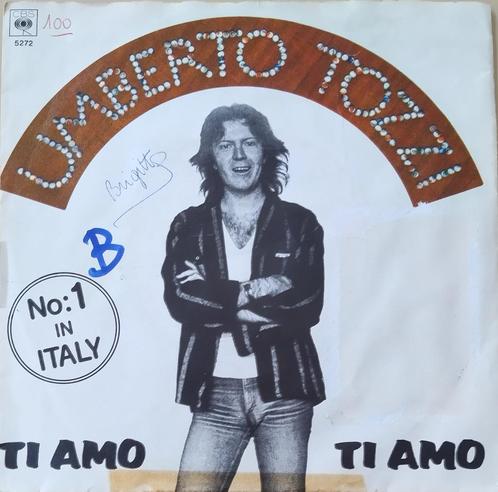 CBS
5272
100
UMBERTO TOZZI
Brigitte
B
No:1
IN
ITALY
TI AMO
TI AMO